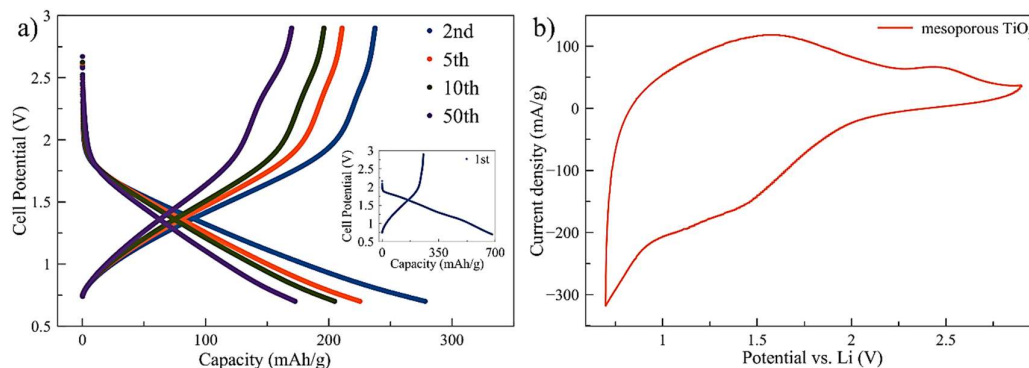 a)
2nd
5th
10th
50th
3
2.5
2
1.5
1
0.5
Cell Potential (V)
0
100
200
300
Capacity (mAh/g)
1st
3
2.5
2
1.5
1
0.5
Cell Potential (V)
0
350
700
Capacity (mAh/g)
b)
mesoporous TiO
100
0
−100
−200
−300
Current density (mA/g)
1
1.5
2
2.5
Potential vs. Li (V)